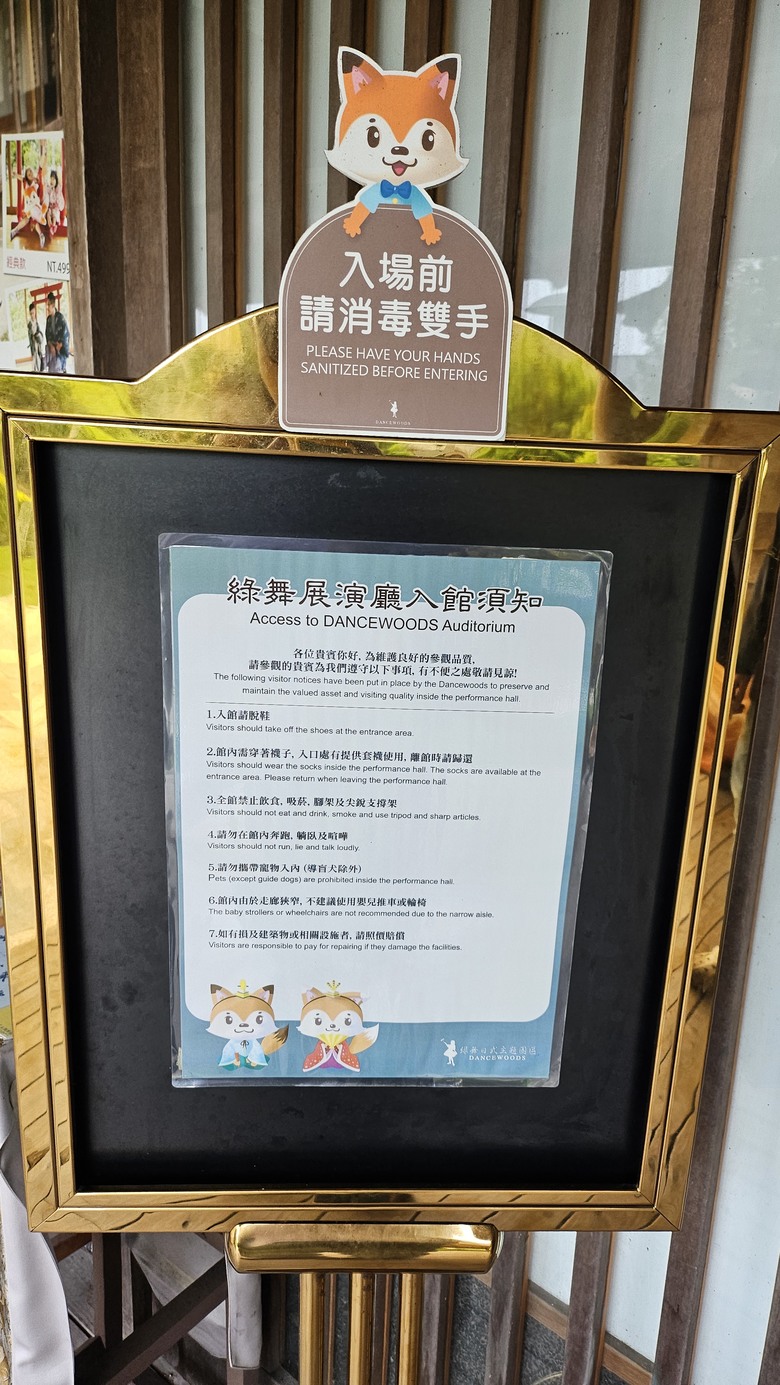 入場前
請消毒雙手
PLEASE HAVE YOUR HANDS
SANITIZED BEFORE ENTERING
DANCEWOODS
經典款 NT.499
綠舞展演廳入館須知
Access to DANCEWOODS Auditorium
各位貴賓你好, 為維護良好的參觀品質,
請參觀的貴賓為我們遵守以下事項, 有不便之處敬請見諒!
The following visitor notices have been put in place by the Dancewoods to preserve and
maintain the valued asset and visiting quality inside the performance hall.
1.入館請脫鞋
Visitors should take off the shoes at the entrance area.
2.館內需穿著襪子, 入口處有提供套襪使用, 離館時請歸還
Visitors should wear the socks inside the performance hall. The socks are available at the
entrance area. Please return when leaving the performance hall.
3.全館禁止飲食, 吸菸, 腳架及尖銳支撐架
Visitors should not eat and drink, smoke and use tripod and sharp articles.
4.請勿在館內奔跑, 躺臥及喧嘩
Visitors should not run, lie and talk loudly.
5.請勿攜帶寵物入內 (導盲犬除外)
Pets (except guide dogs) are prohibited inside the performance hall.
6.館內由於走廊狹窄, 不建議使用嬰兒推車或輪椅
The baby strollers or wheelchairs are not recommended due to the narrow aisle.
7.如有損及建築物或相關設施者, 請照價賠償
Visitors are responsible to pay for repairing if they damage the facilities.
綠舞日式主題園區
DANCEWOODS